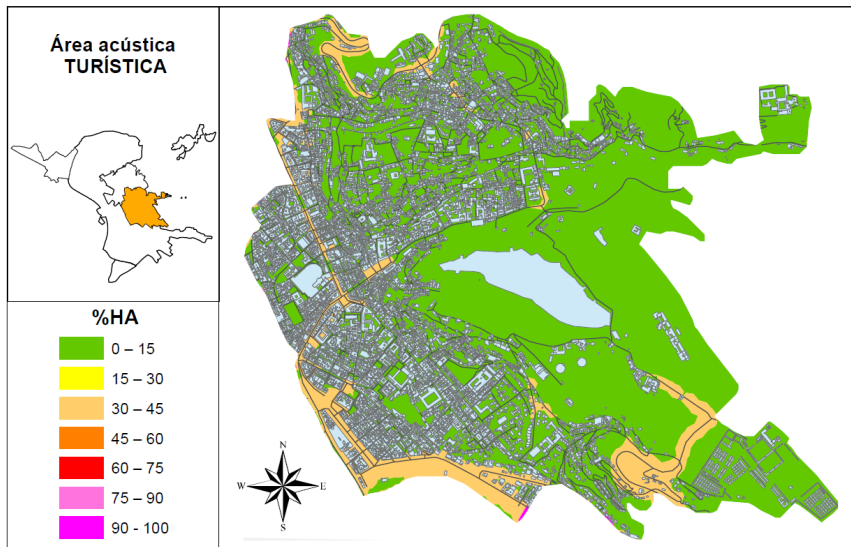 Área acústica
TURÍSTICA
%HA
0 – 15
15 – 30
30 – 45
45 – 60
60 – 75
75 – 90
90 - 100
N
W
E
S